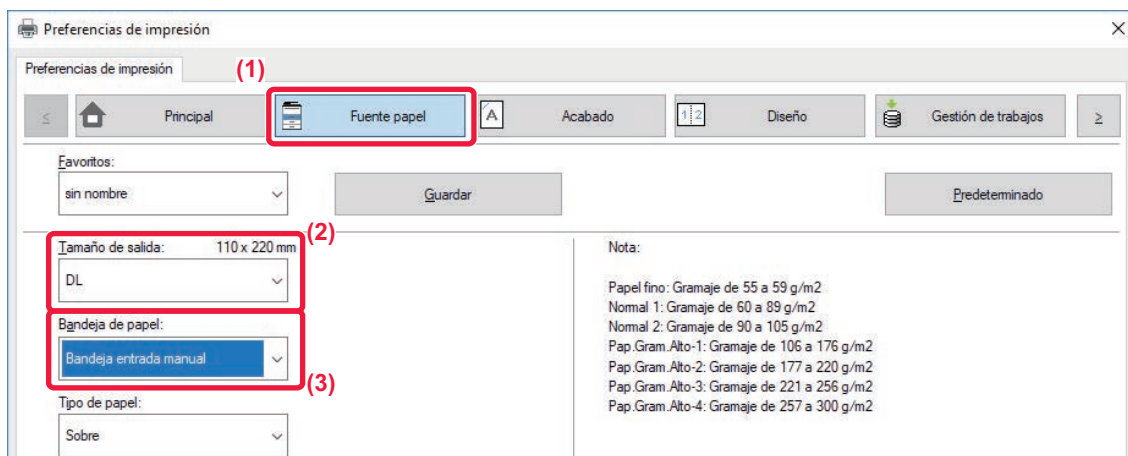 Preferencias de impresión
Preferencias de impresión
(1)
≤ Principal Fuente papel A Acabado 1 2 Diseño Gestión de trabajos ≥
Favoritos:
sin nombre Guardar Predeterminado
(2)
Tamaño de salida: 110 x 220 mm
DL
Bandeja de papel:
Bandeja entrada manual
(3)
Tipo de papel:
Sobre
Nota:
Papel fino: Gramaje de 55 a 59 g/m2
Normal 1: Gramaje de 60 a 89 g/m2
Normal 2: Gramaje de 90 a 105 g/m2
Pap.Gram.Alto-1: Gramaje de 106 a 176 g/m2
Pap.Gram.Alto-2: Gramaje de 177 a 220 g/m2
Pap.Gram.Alto-3: Gramaje de 221 a 256 g/m2
Pap.Gram.Alto-4: Gramaje de 257 a 300 g/m2